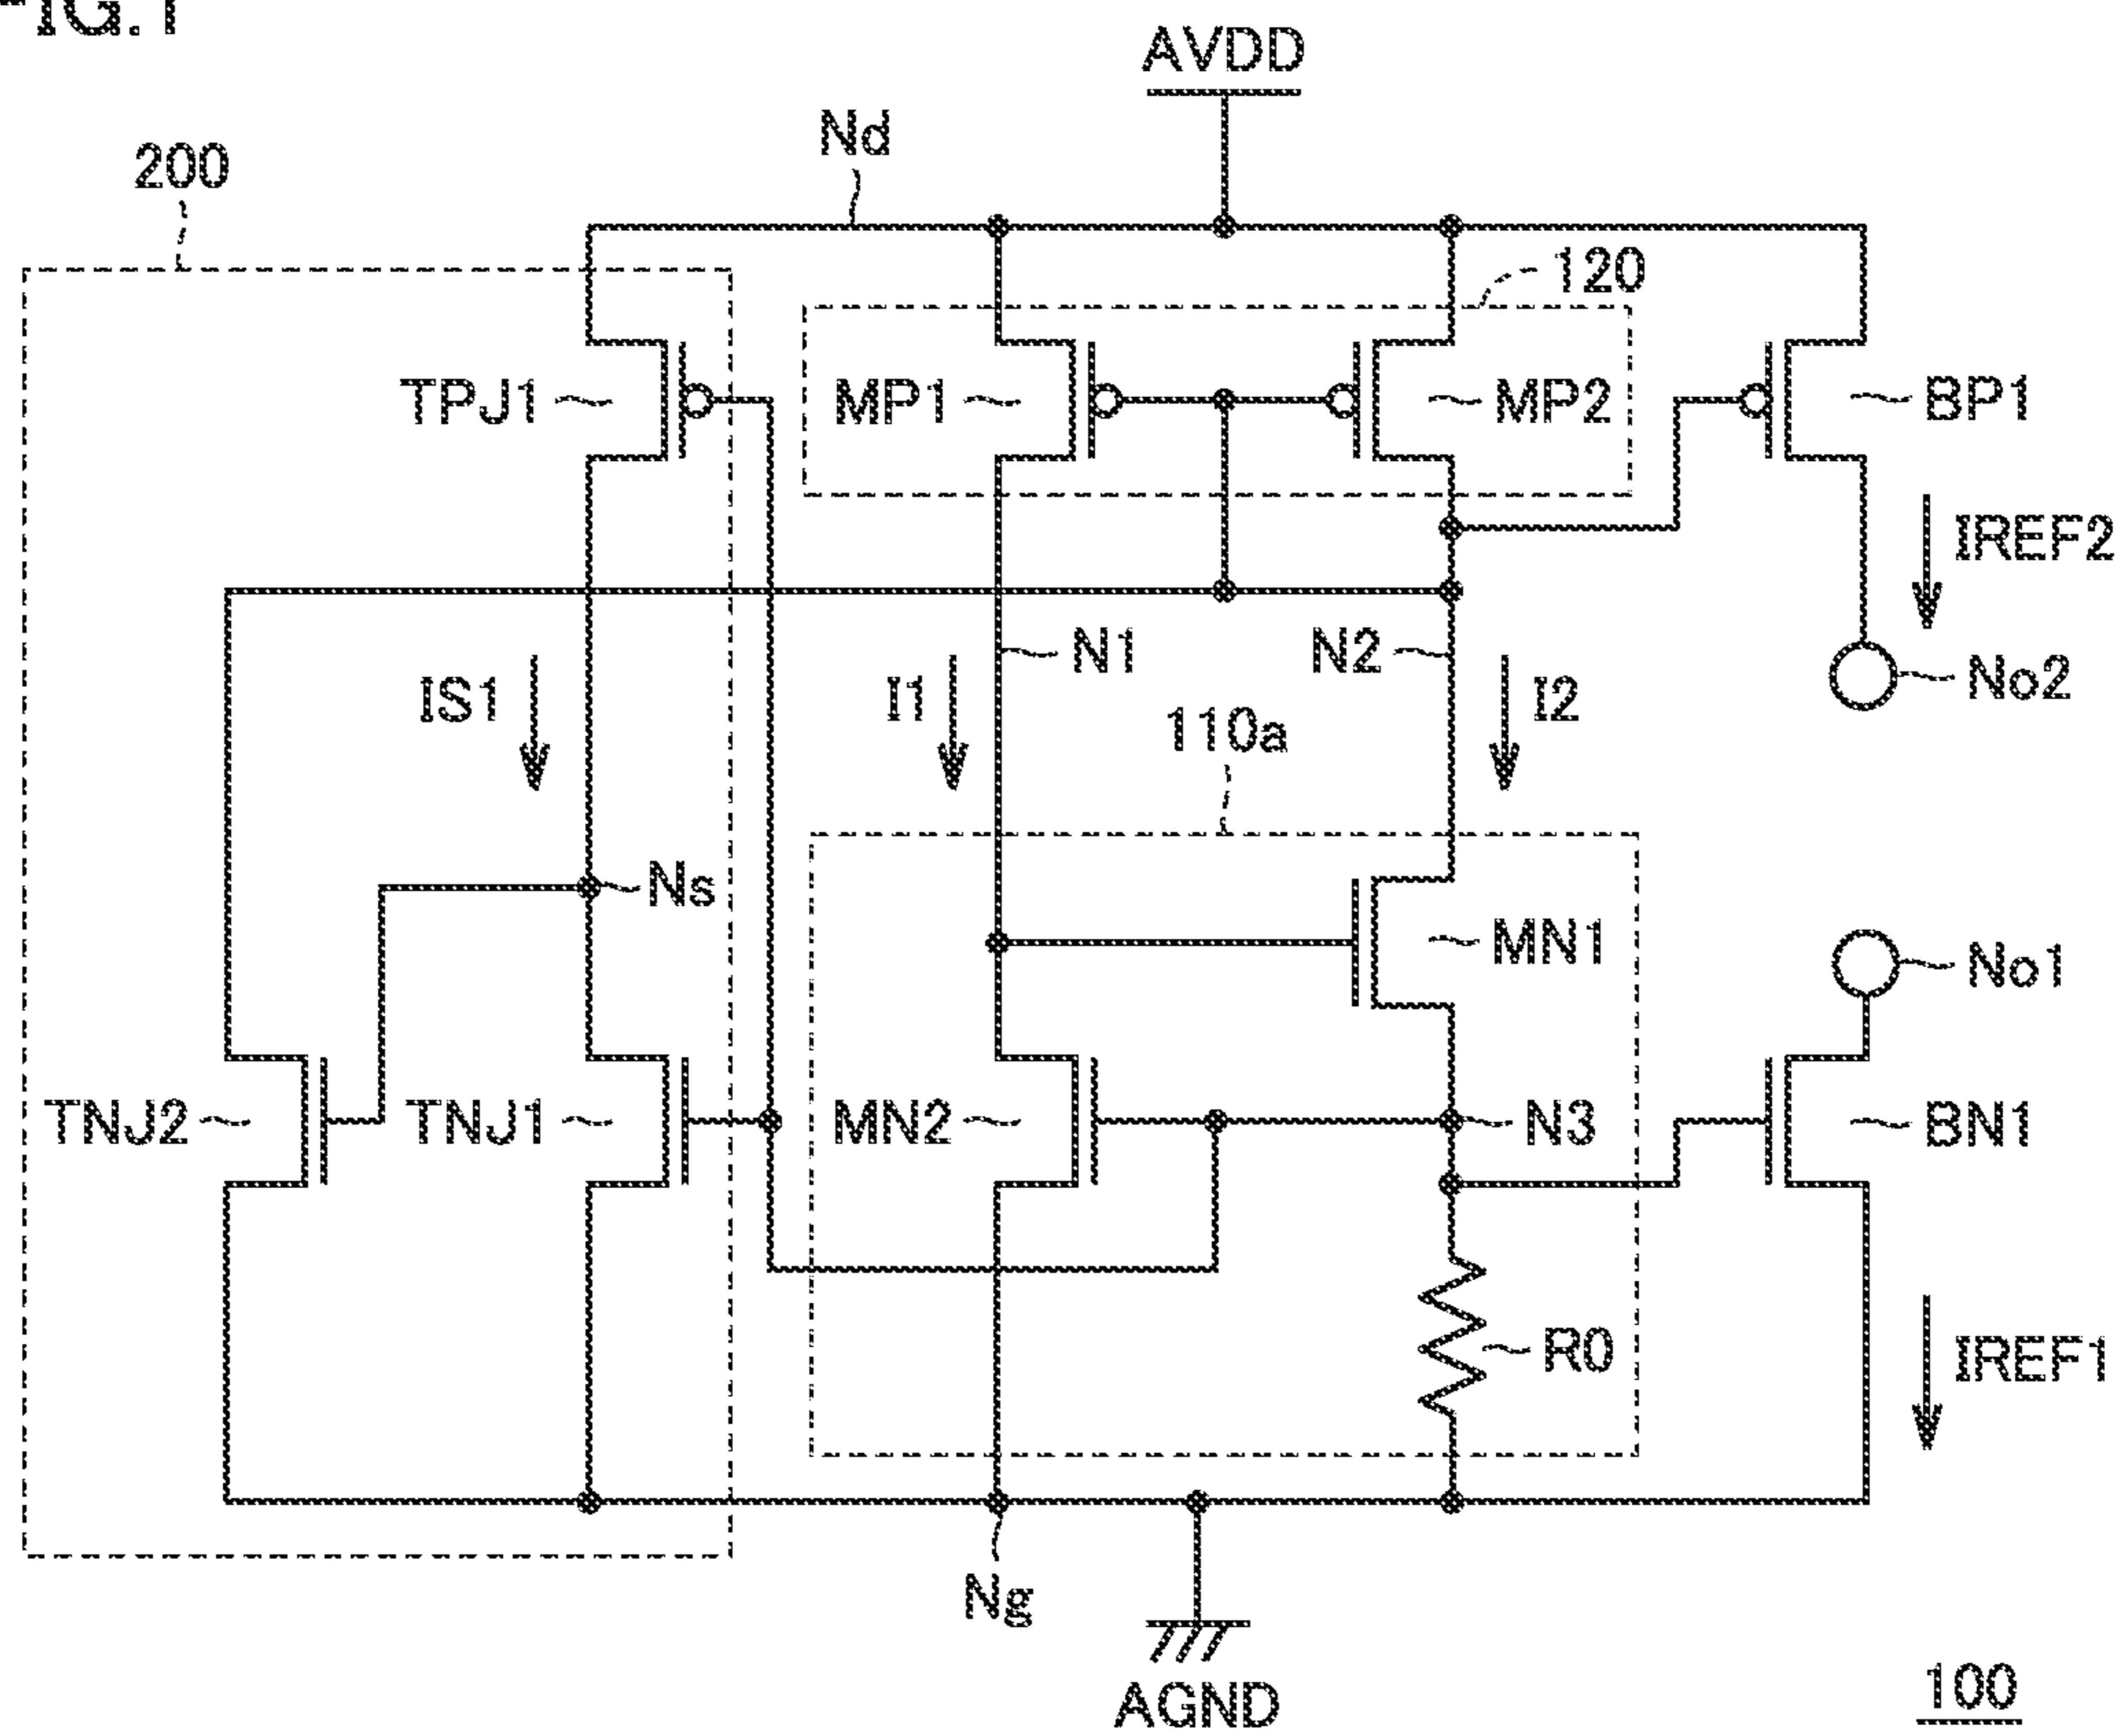 FIG.1
AVDD
Nd
200
120
TPJ1
MP1
MP2
BP1
IREF2
N1
N2
IS1
I1
I2
No2
110a
Ns
MN1
No1
TNJ2
TNJ1
MN2
N3
BN1
R0
IREF1
Ng
AGND
100